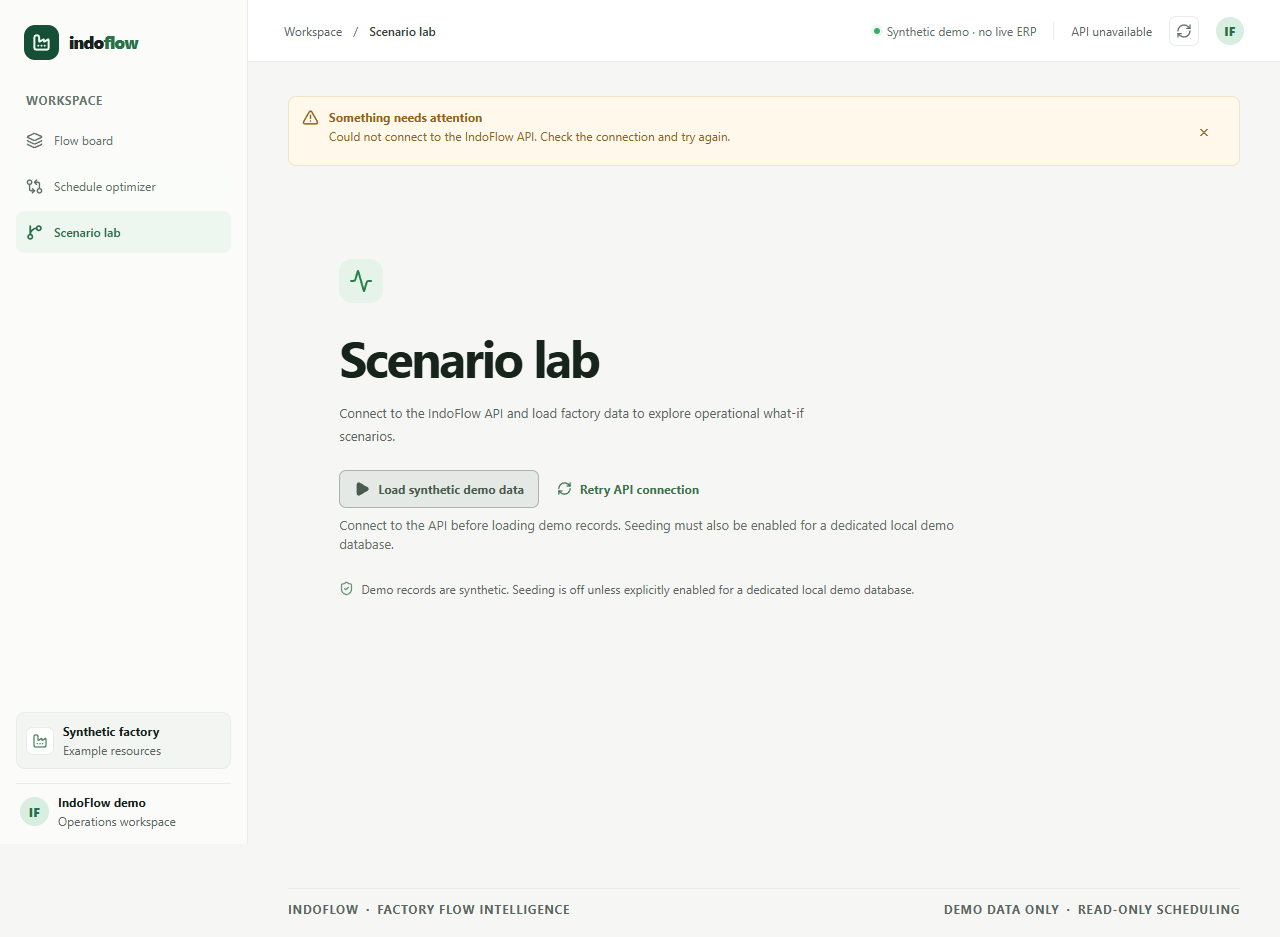 indoflow
WORKSPACE
Flow board
Schedule optimizer
Scenario lab
Synthetic factory
Example resources
IF
IndoFlow demo
Operations workspace
Workspace / Scenario lab
Synthetic demo · no live ERP
API unavailable
IF
Something needs attention
Could not connect to the IndoFlow API. Check the connection and try again.
Scenario lab
Connect to the IndoFlow API and load factory data to explore operational what-if
scenarios.
Load synthetic demo data
Retry API connection
Connect to the API before loading demo records. Seeding must also be enabled for a dedicated local demo
database.
Demo records are synthetic. Seeding is off unless explicitly enabled for a dedicated local demo database.
INDOFLOW · FACTORY FLOW INTELLIGENCE
DEMO DATA ONLY · READ-ONLY SCHEDULING